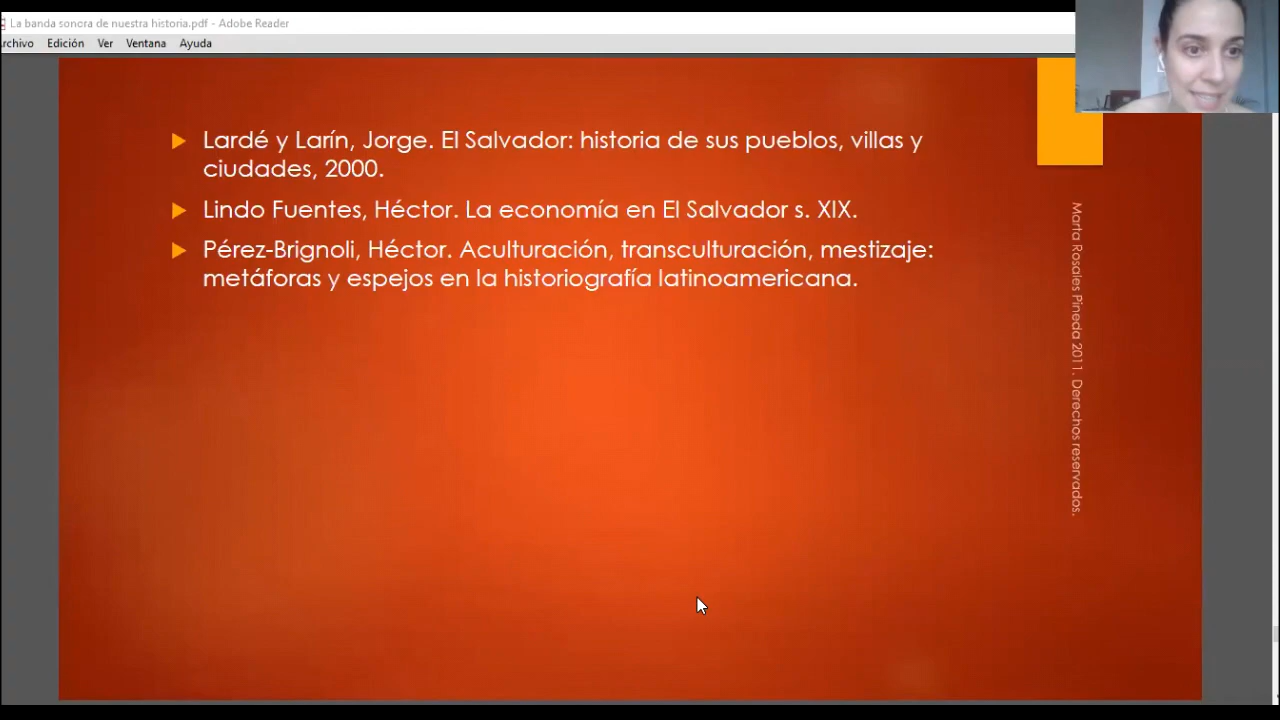 La banda sonora de nuestra historia.pdf - Adobe Reader
rchivo Edición Ver Ventana Ayuda
Lardé y Larín, Jorge. El Salvador: historia de sus pueblos, villas y
ciudades, 2000.
Lindo Fuentes, Héctor. La economía en El Salvador s. XIX.
Pérez-Brignoli, Héctor. Aculturación, transculturación, mestizaje:
metáforas y espejos en la historiografía latinoamericana.
Marta Rosales Pineda 2011. Derechos reservados.